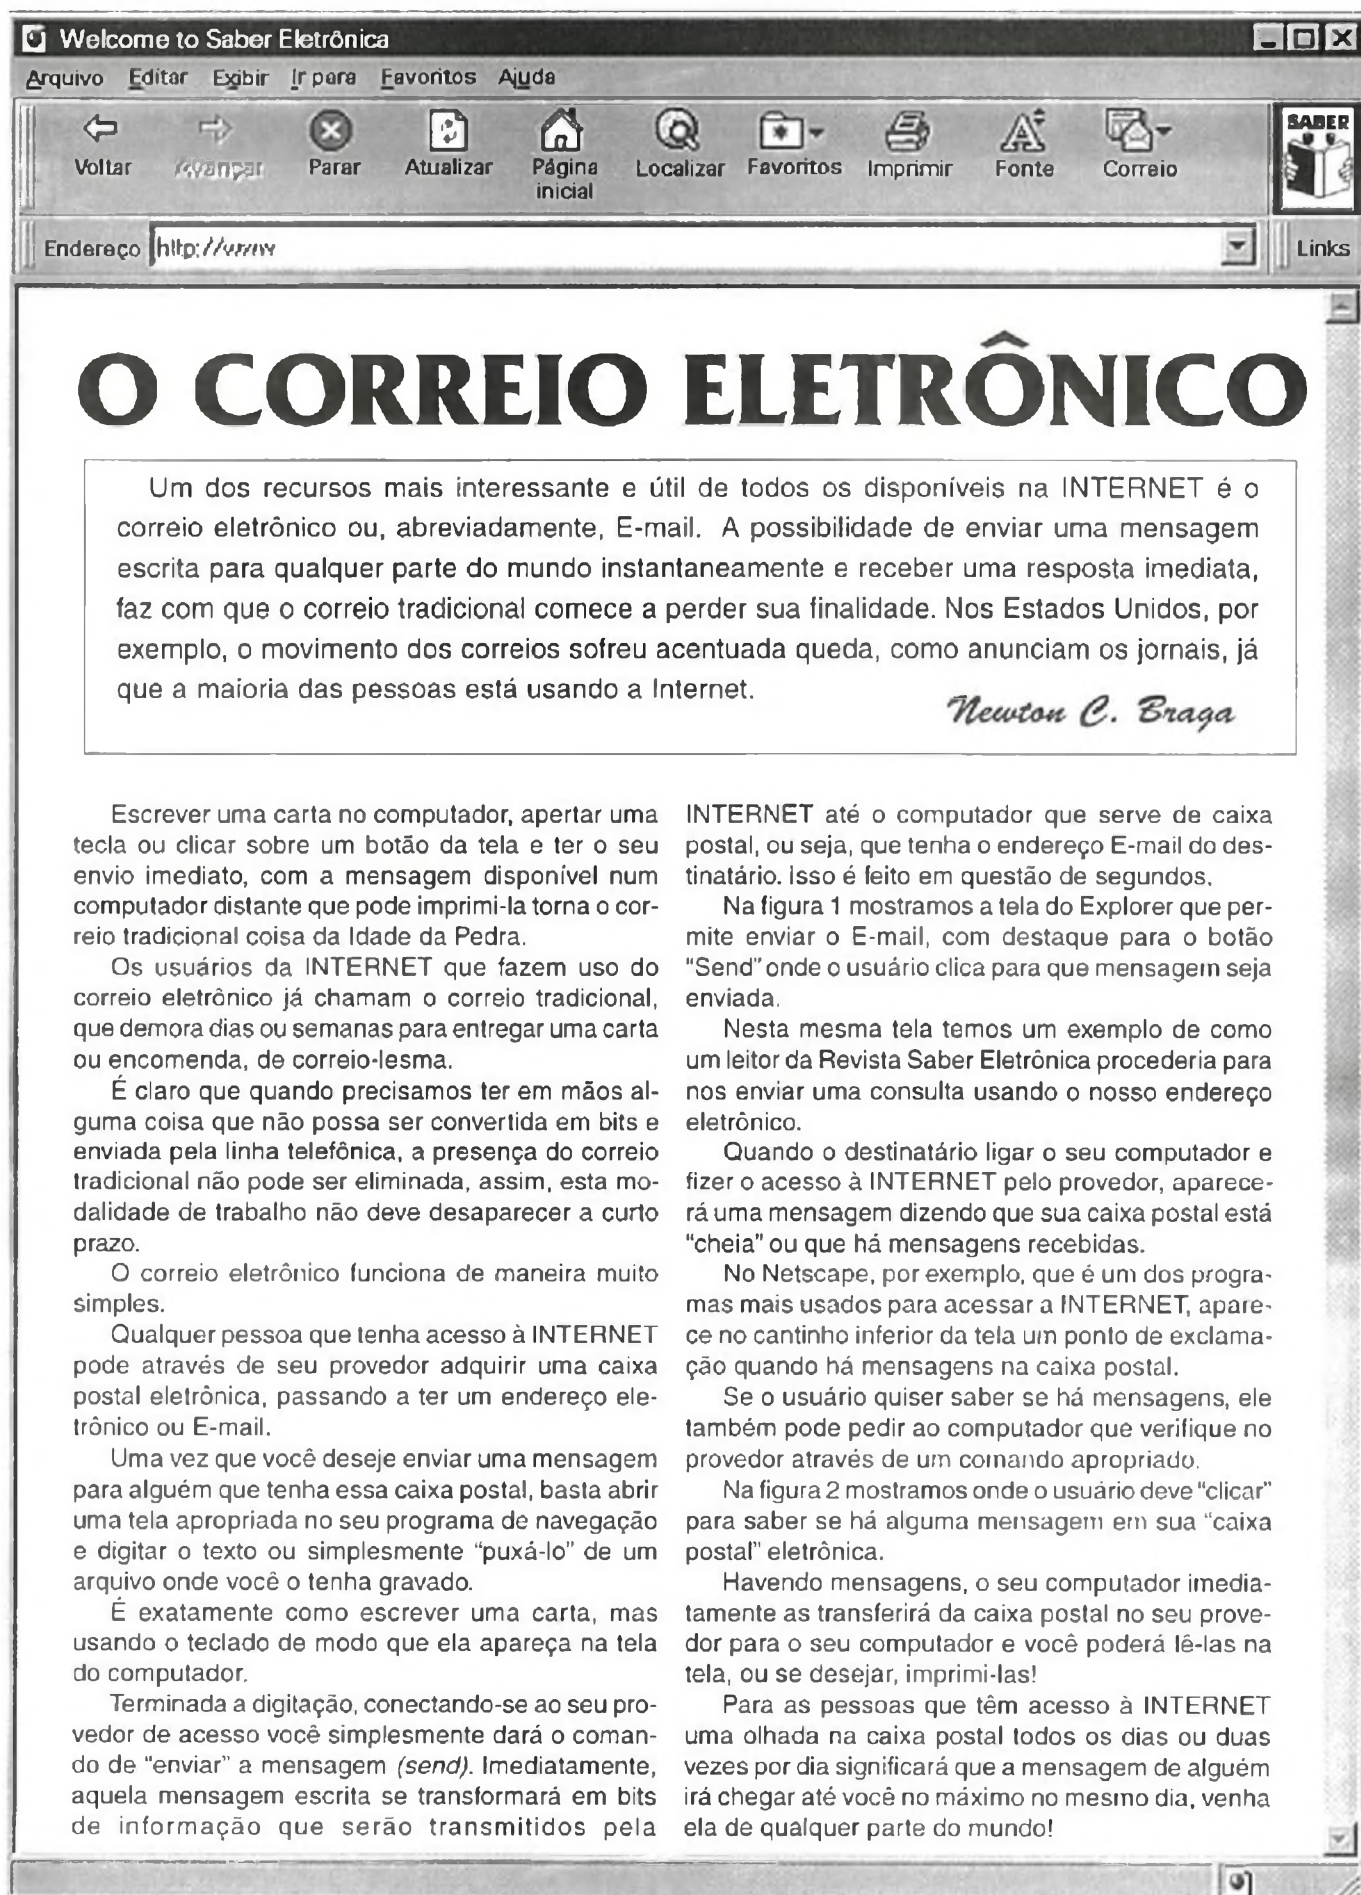 Welcome to Saber Eletrônica
Arquivo Editar Exibir Ir para Favoritos Ajuda
SABER
Voltar Avançar Parar Atualizar Página inicial Localizar Favoritos Imprimir Fonte Correio
Endereço http://www Links
O CORREIO ELETRÔNICO
Um dos recursos mais interessante e útil de todos os disponíveis na INTERNET é o
correio eletrônico ou, abreviadamente, E-mail. A possibilidade de enviar uma mensagem
escrita para qualquer parte do mundo instantaneamente e receber uma resposta imediata,
faz com que o correio tradicional comece a perder sua finalidade. Nos Estados Unidos, por
exemplo, o movimento dos correios sofreu acentuada queda, como anunciam os jornais, já
que a maioria das pessoas está usando a Internet.
Newton C. Braga
Escrever uma carta no computador, apertar uma
tecla ou clicar sobre um botão da tela e ter o seu
envio imediato, com a mensagem disponível num
computador distante que pode imprimi-la torna o cor-
reio tradicional coisa da Idade da Pedra.
Os usuários da INTERNET que fazem uso do
correio eletrônico já chamam o correio tradicional,
que demora dias ou semanas para entregar uma carta
ou encomenda, de correio-lesma.
É claro que quando precisamos ter em mãos al-
guma coisa que não possa ser convertida em bits e
enviada pela linha telefônica, a presença do correio
tradicional não pode ser eliminada, assim, esta mo-
dalidade de trabalho não deve desaparecer a curto
prazo.
O correio eletrônico funciona de maneira muito
simples.
Qualquer pessoa que tenha acesso à INTERNET
pode através de seu provedor adquirir uma caixa
postal eletrônica, passando a ter um endereço ele-
trônico ou E-mail.
Uma vez que você deseje enviar uma mensagem
para alguém que tenha essa caixa postal, basta abrir
uma tela apropriada no seu programa de navegação
e digitar o texto ou simplesmente "puxá-lo" de um
arquivo onde você o tenha gravado.
É exatamente como escrever uma carta, mas
usando o teclado de modo que ela apareça na tela
do computador.
Terminada a digitação, conectando-se ao seu pro-
vedor de acesso você simplesmente dará o coman-
do de "enviar" a mensagem (send). Imediatamente,
aquela mensagem escrita se transformará em bits
de informação que serão transmitidos pela
INTERNET até o computador que serve de caixa
postal, ou seja, que tenha o endereço E-mail do des-
tinatário. Isso é feito em questão de segundos.
Na figura 1 mostramos a tela do Explorer que per-
mite enviar o E-mail, com destaque para o botão
"Send" onde o usuário clica para que mensagem seja
enviada.
Nesta mesma tela temos um exemplo de como
um leitor da Revista Saber Eletrônica procederia para
nos enviar uma consulta usando o nosso endereço
eletrônico.
Quando o destinatário ligar o seu computador e
fizer o acesso à INTERNET pelo provedor, aparece-
rá uma mensagem dizendo que sua caixa postal está
"cheia" ou que há mensagens recebidas.
No Netscape, por exemplo, que é um dos progra-
mas mais usados para acessar a INTERNET, apare-
ce no cantinho inferior da tela um ponto de exclama-
ção quando há mensagens na caixa postal.
Se o usuário quiser saber se há mensagens, ele
também pode pedir ao computador que verifique no
provedor através de um comando apropriado.
Na figura 2 mostramos onde o usuário deve "clicar"
para saber se há alguma mensagem em sua "caixa
postal" eletrônica.
Havendo mensagens, o seu computador imedia-
tamente as transferirá da caixa postal no seu prove-
dor para o seu computador e você poderá lê-las na
tela, ou se desejar, imprimi-las!
Para as pessoas que têm acesso à INTERNET
uma olhada na caixa postal todos os dias ou duas
vezes por dia significará que a mensagem de alguém
irá chegar até você no máximo no mesmo dia, venha
ela de qualquer parte do mundo!